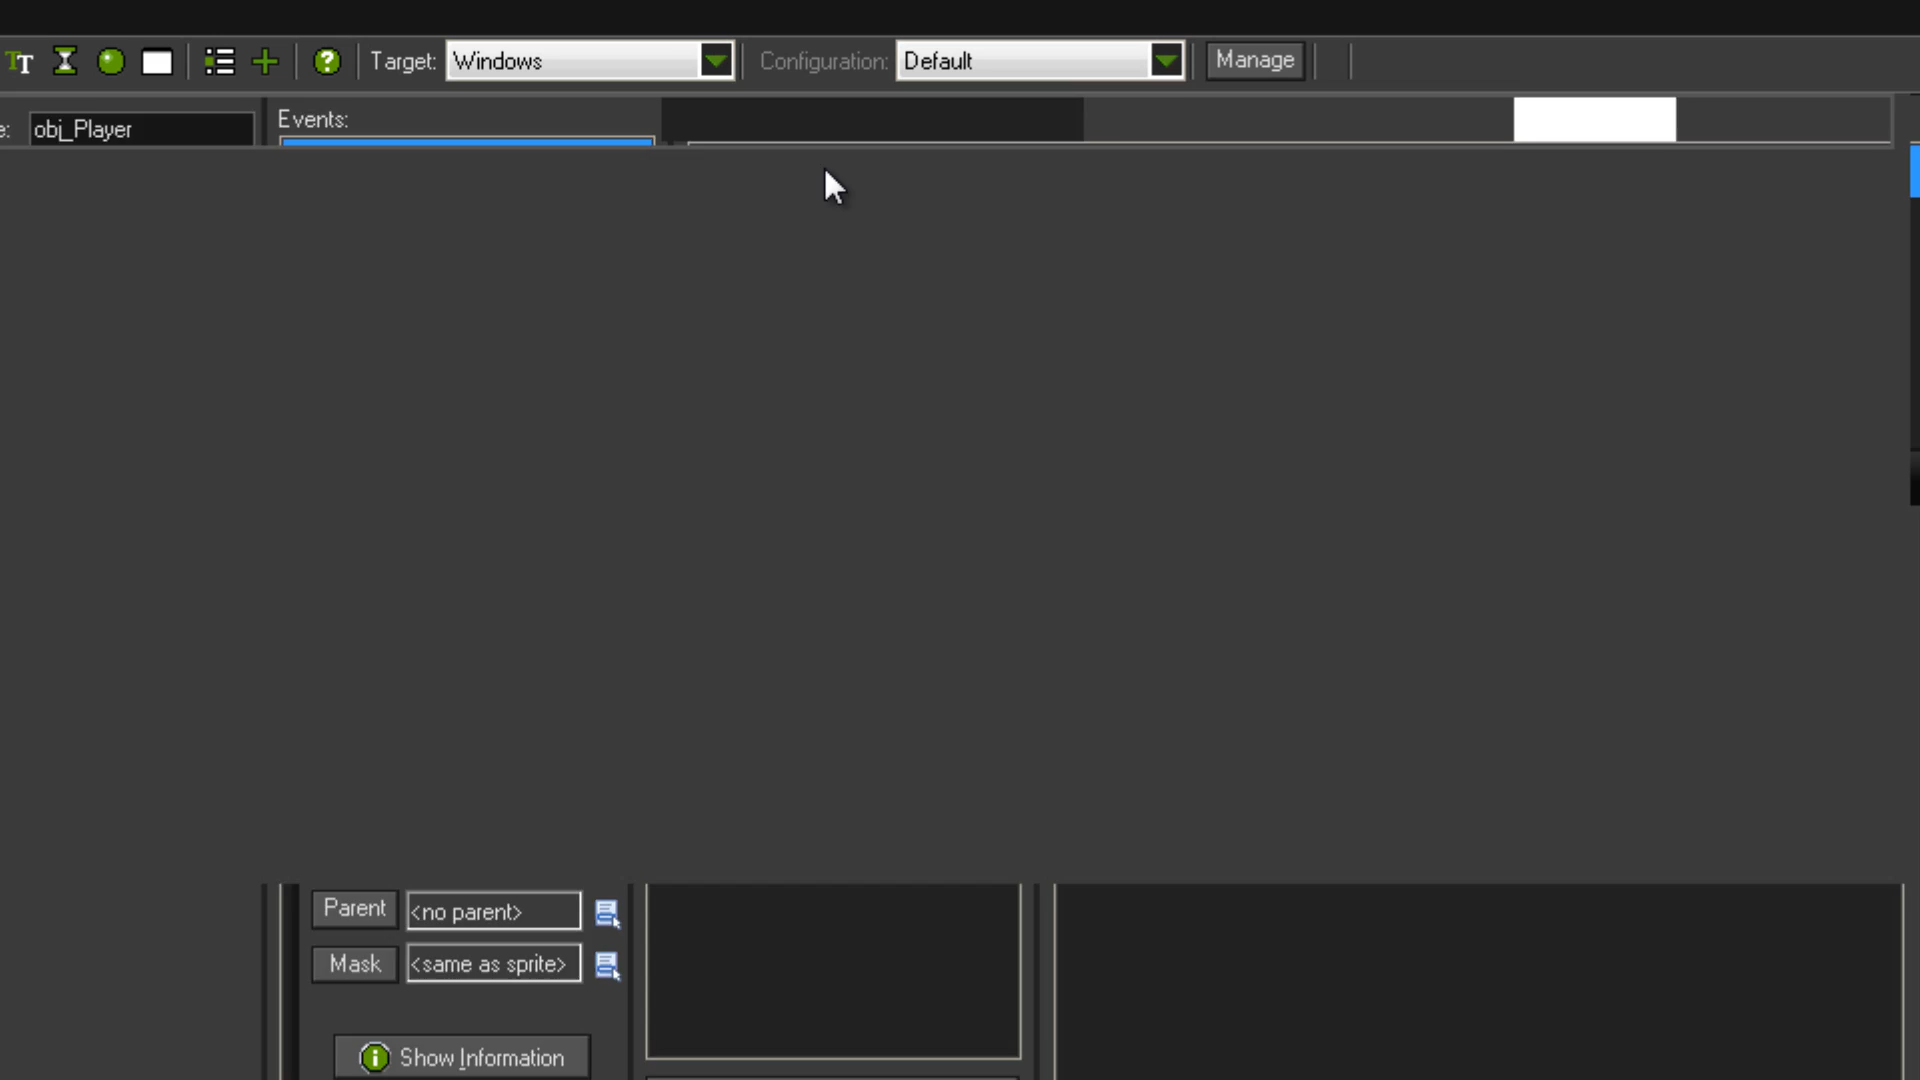 Target: Windows Configuration: Default Manage
e: obj_Player Events:
Parent <no parent>
Mask <same as sprite>
Show Information